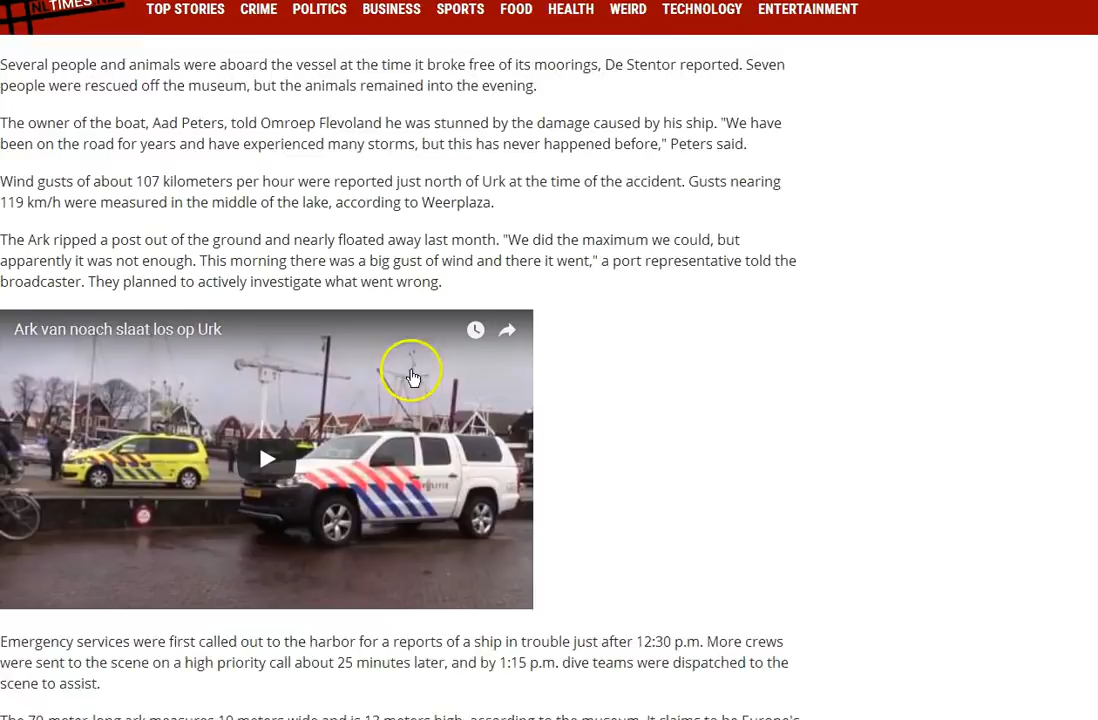 NLTIMES.NL
TOP STORIES CRIME POLITICS BUSINESS SPORTS FOOD HEALTH WEIRD TECHNOLOGY ENTERTAINMENT
Several people and animals were aboard the vessel at the time it broke free of its moorings, De Stentor reported. Seven
people were rescued off the museum, but the animals remained into the evening.
The owner of the boat, Aad Peters, told Omroep Flevoland he was stunned by the damage caused by his ship. "We have
been on the road for years and have experienced many storms, but this has never happened before," Peters said.
Wind gusts of about 107 kilometers per hour were reported just north of Urk at the time of the accident. Gusts nearing
119 km/h were measured in the middle of the lake, according to Weerplaza.
The Ark ripped a post out of the ground and nearly floated away last month. "We did the maximum we could, but
apparently it was not enough. This morning there was a big gust of wind and there it went," a port representative told the
broadcaster. They planned to actively investigate what went wrong.
Ark van noach slaat los op Urk
Emergency services were first called out to the harbor for a reports of a ship in trouble just after 12:30 p.m. More crews
were sent to the scene on a high priority call about 25 minutes later, and by 1:15 p.m. dive teams were dispatched to the
scene to assist.
The 70-meter-long ark measures 10 meters wide and is 13 meters high, according to the museum. It claims to be Europe's